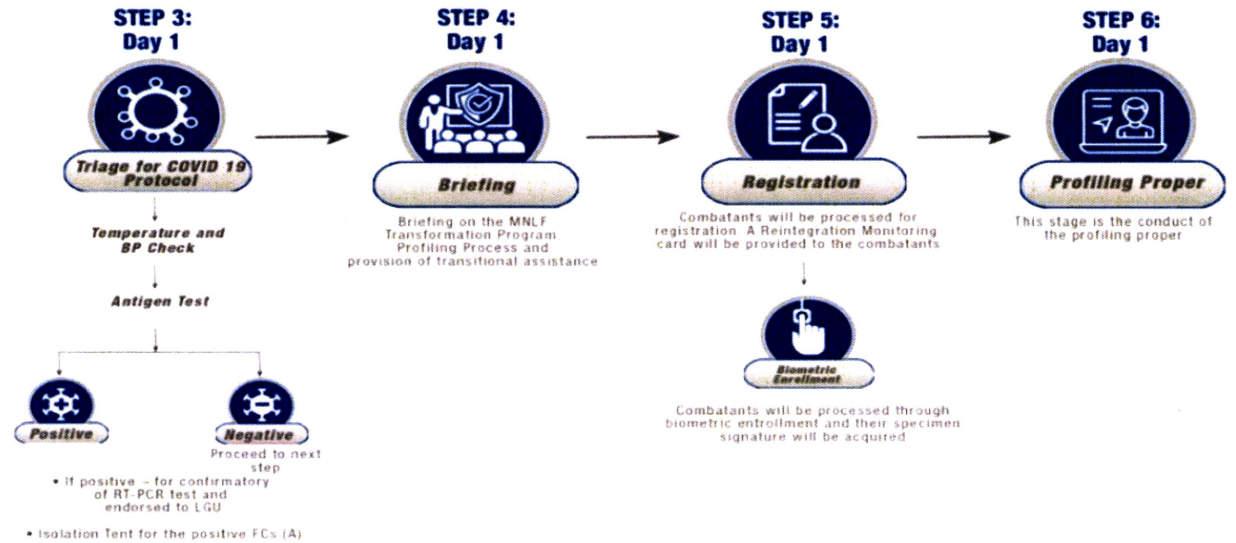 STEP 3:
Day 1
Triage for COVID 19
Protocol
Temperature and
BP Check
Antigen Test
Positive
Negative
Proceed to next
step
• If positive – for confirmatory
of RT-PCR test and
endorsed to LGU
• Isolation Tent for the positive FCs (A)
STEP 4:
Day 1
Briefing
Briefing on the MNLF
Transformation Program
Profiling Process and
provision of transitional assistance
STEP 5:
Day 1
Registration
Combatants will be processed for
registration. A Reintegration Monitoring
card will be provided to the combatants
Biometric
Enrollment
Combatants will be processed through
biometric entrollment and their specimen
signature will be acquired
STEP 6:
Day 1
Profiling Proper
This stage is the conduct of
the profiling proper